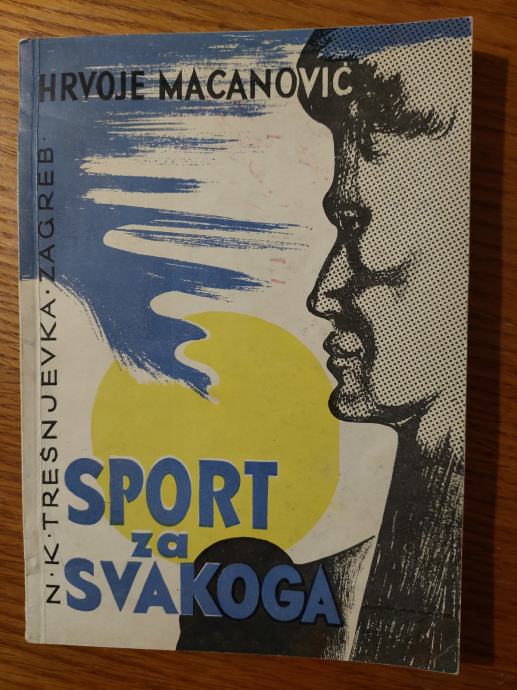 HRVOJE MACANOVIĆ
N·K·TREŠNJEVKA·ZAGREB·
SPORT
za
SVAKOGA